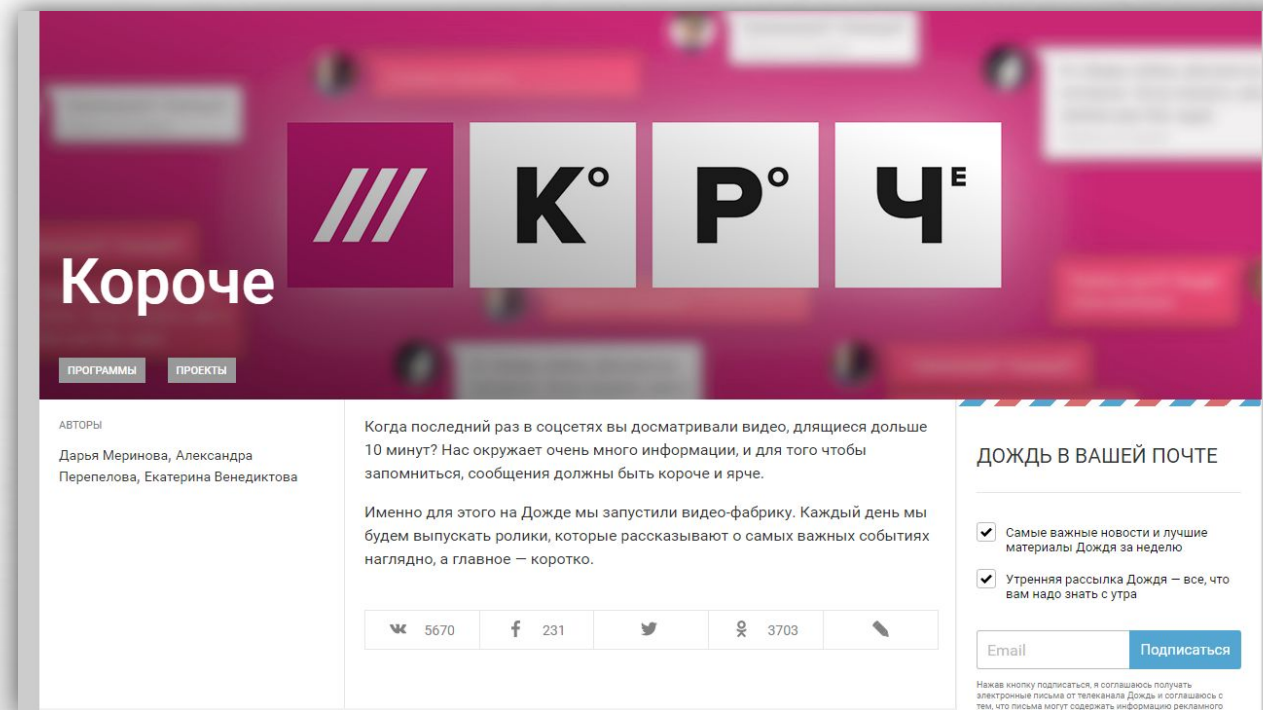 К О Р О Ч Е
Короче
ПРОГРАММЫ ПРОЕКТЫ
АВТОРЫ
Дарья Меринова, Александра
Перепелова, Екатерина Венедиктова
Когда последний раз в соцсетях вы досматривали видео, длящиеся дольше
10 минут? Нас окружает очень много информации, и для того чтобы
запомниться, сообщения должны быть короче и ярче.
Именно для этого на Дожде мы запустили видео-фабрику. Каждый день мы
будем выпускать ролики, которые рассказывают о самых важных событиях
наглядно, а главное — коротко.
5670 231 3703
ДОЖДЬ В ВАШЕЙ ПОЧТЕ
Самые важные новости и лучшие
материалы Дождя за неделю
Утренняя рассылка Дождя — все, что
вам надо знать с утра
Email Подписаться
Нажав кнопку подписаться, я соглашаюсь получать
электронные письма от телеканала Дождь и соглашаюсь с
тем, что письма могут содержать информацию рекламного